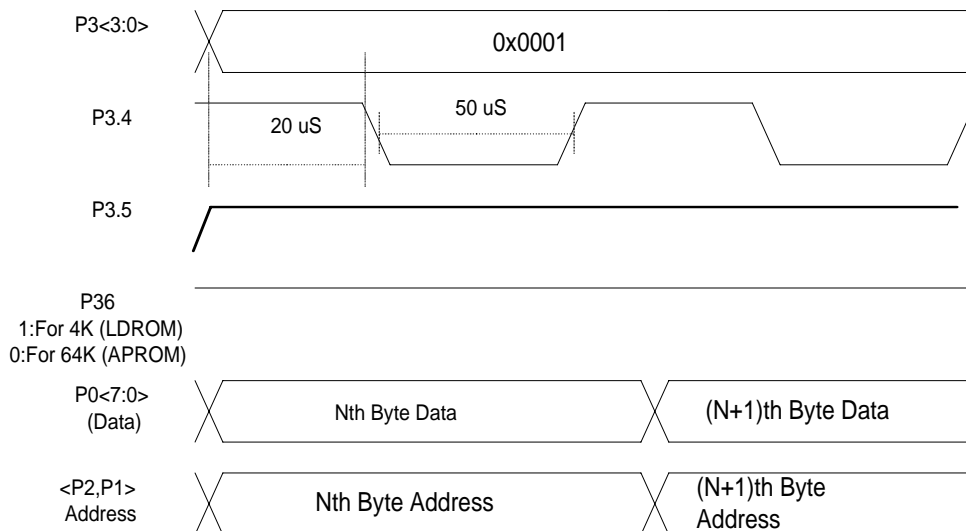 P3<3:0>
0x0001
P3.4
20 uS
50 uS
P3.5
P36
1:For 4K (LDROM)
0:For 64K (APROM)
P0<7:0>
(Data)
Nth Byte Data
(N+1)th Byte Data
<P2,P1>
Address
Nth Byte Address
(N+1)th Byte
Address